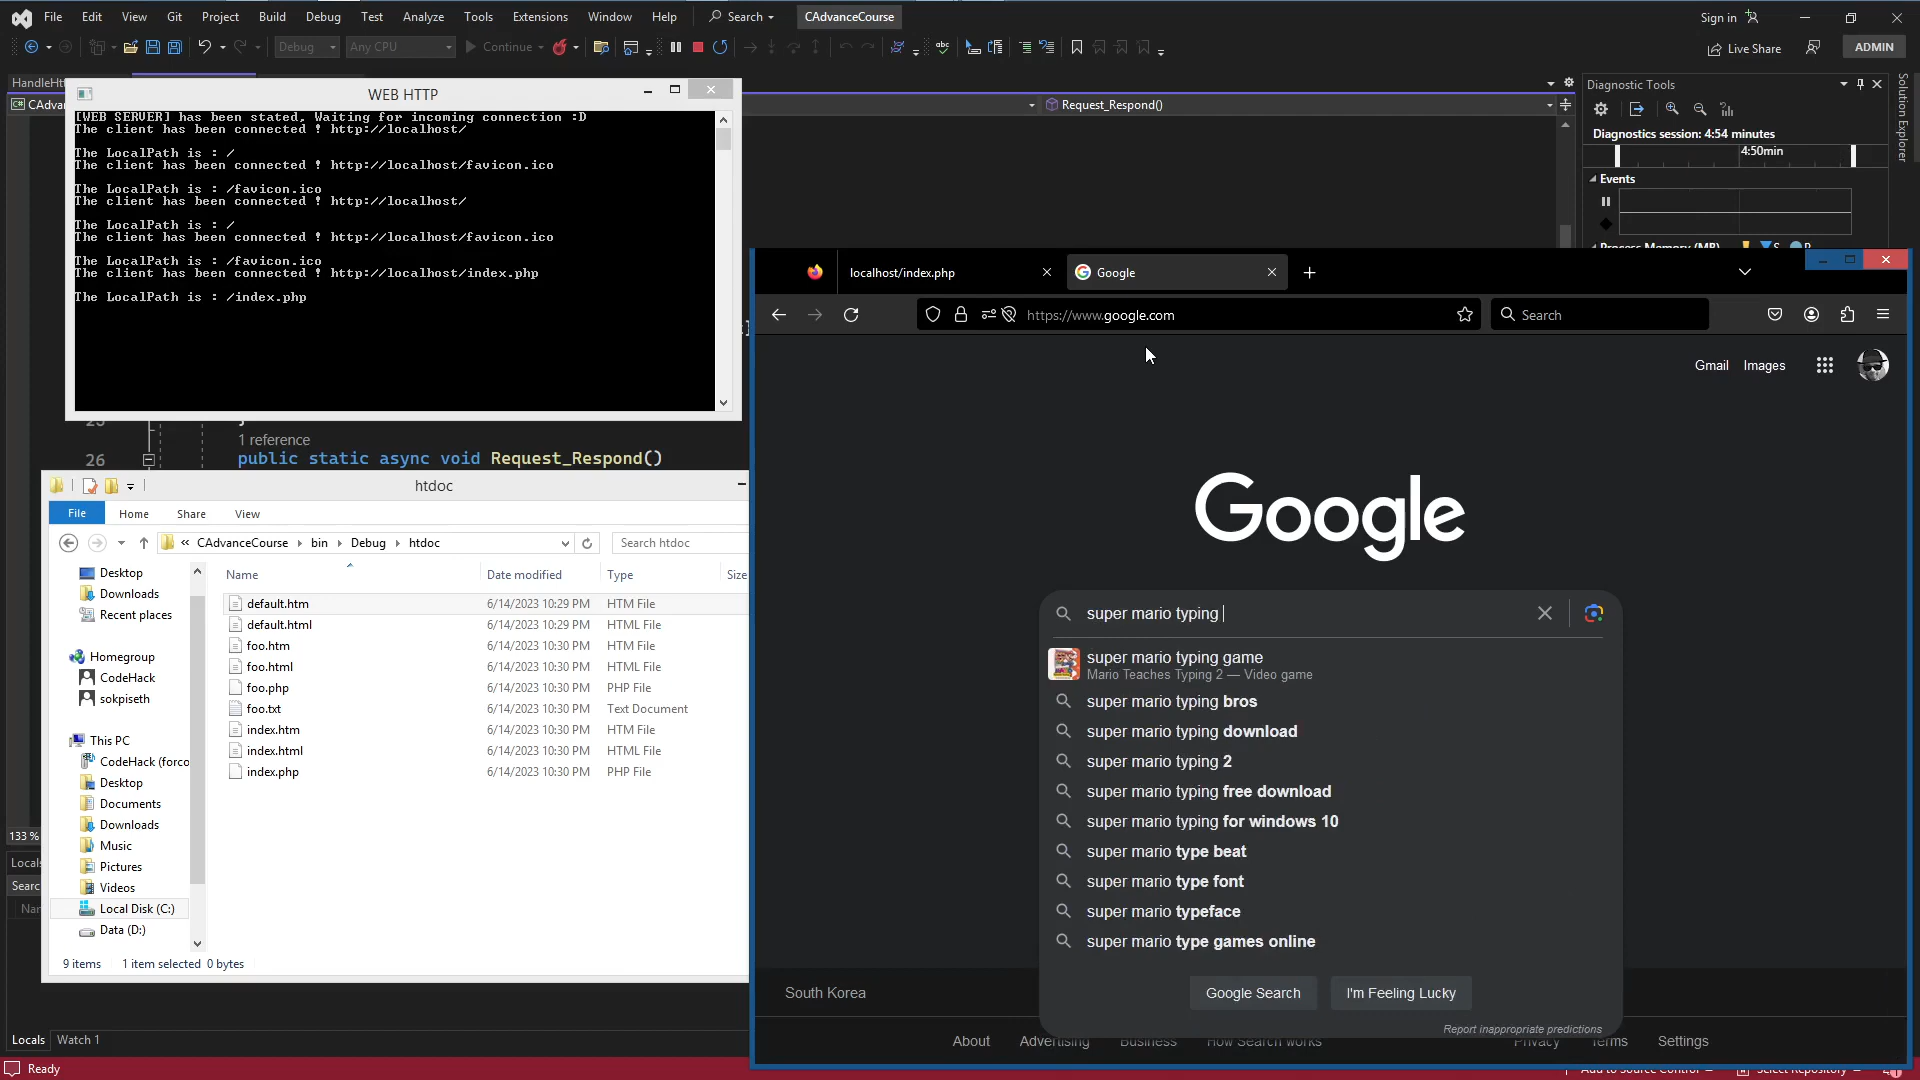 File Edit View Git Project Build Debug Test Analyze Tools Extensions Window Help Search CAdvanceCourse Sign in
Debug Any CPU Continue Live Share ADMIN
Request_Respond()
Diagnostic Tools
Solution Explorer
Diagnostics session: 4:54 minutes
4:50min
Events
WEB HTTP
[WEB SERVER] has been stated, Waiting for incoming connection :D
The client has been connected ! http://localhost/
The LocalPath is : /
The client has been connected ! http://localhost/favicon.ico
The LocalPath is : /favicon.ico
The client has been connected ! http://localhost/
The LocalPath is : /
The client has been connected ! http://localhost/favicon.ico
The LocalPath is : /favicon.ico
The client has been connected ! http://localhost/index.php
The LocalPath is : /index.php
1 reference
26 public static async void Request_Respond()
htdoc
File Home Share View
« CAdvanceCourse bin Debug htdoc
Search htdoc
Name Date modified Type Size
default.htm 6/14/2023 10:29 PM HTM File
default.html 6/14/2023 10:29 PM HTML File
foo.htm 6/14/2023 10:30 PM HTM File
foo.html 6/14/2023 10:30 PM HTML File
foo.php 6/14/2023 10:30 PM PHP File
foo.txt 6/14/2023 10:30 PM Text Document
index.htm 6/14/2023 10:30 PM HTM File
index.html 6/14/2023 10:30 PM HTML File
index.php 6/14/2023 10:30 PM PHP File
Desktop
Downloads
Recent places
Homegroup
CodeHack
sokpiseth
This PC
CodeHack (forco
Desktop
Documents
Downloads
Music
Pictures
Videos
Local Disk (C:)
Data (D:)
9 items 1 item selected 0 bytes
133 %
Locals
Locals Watch 1
Ready
localhost/index.php
Google
https://www.google.com
Search
Gmail Images
Google
super mario typing
super mario typing game
Mario Teaches Typing 2 — Video game
super mario typing bros
super mario typing download
super mario typing 2
super mario typing free download
super mario typing for windows 10
super mario type beat
super mario type font
super mario typeface
super mario type games online
Google Search I'm Feeling Lucky
Report inappropriate predictions
South Korea
About Advertising Business How Search works Privacy Terms Settings